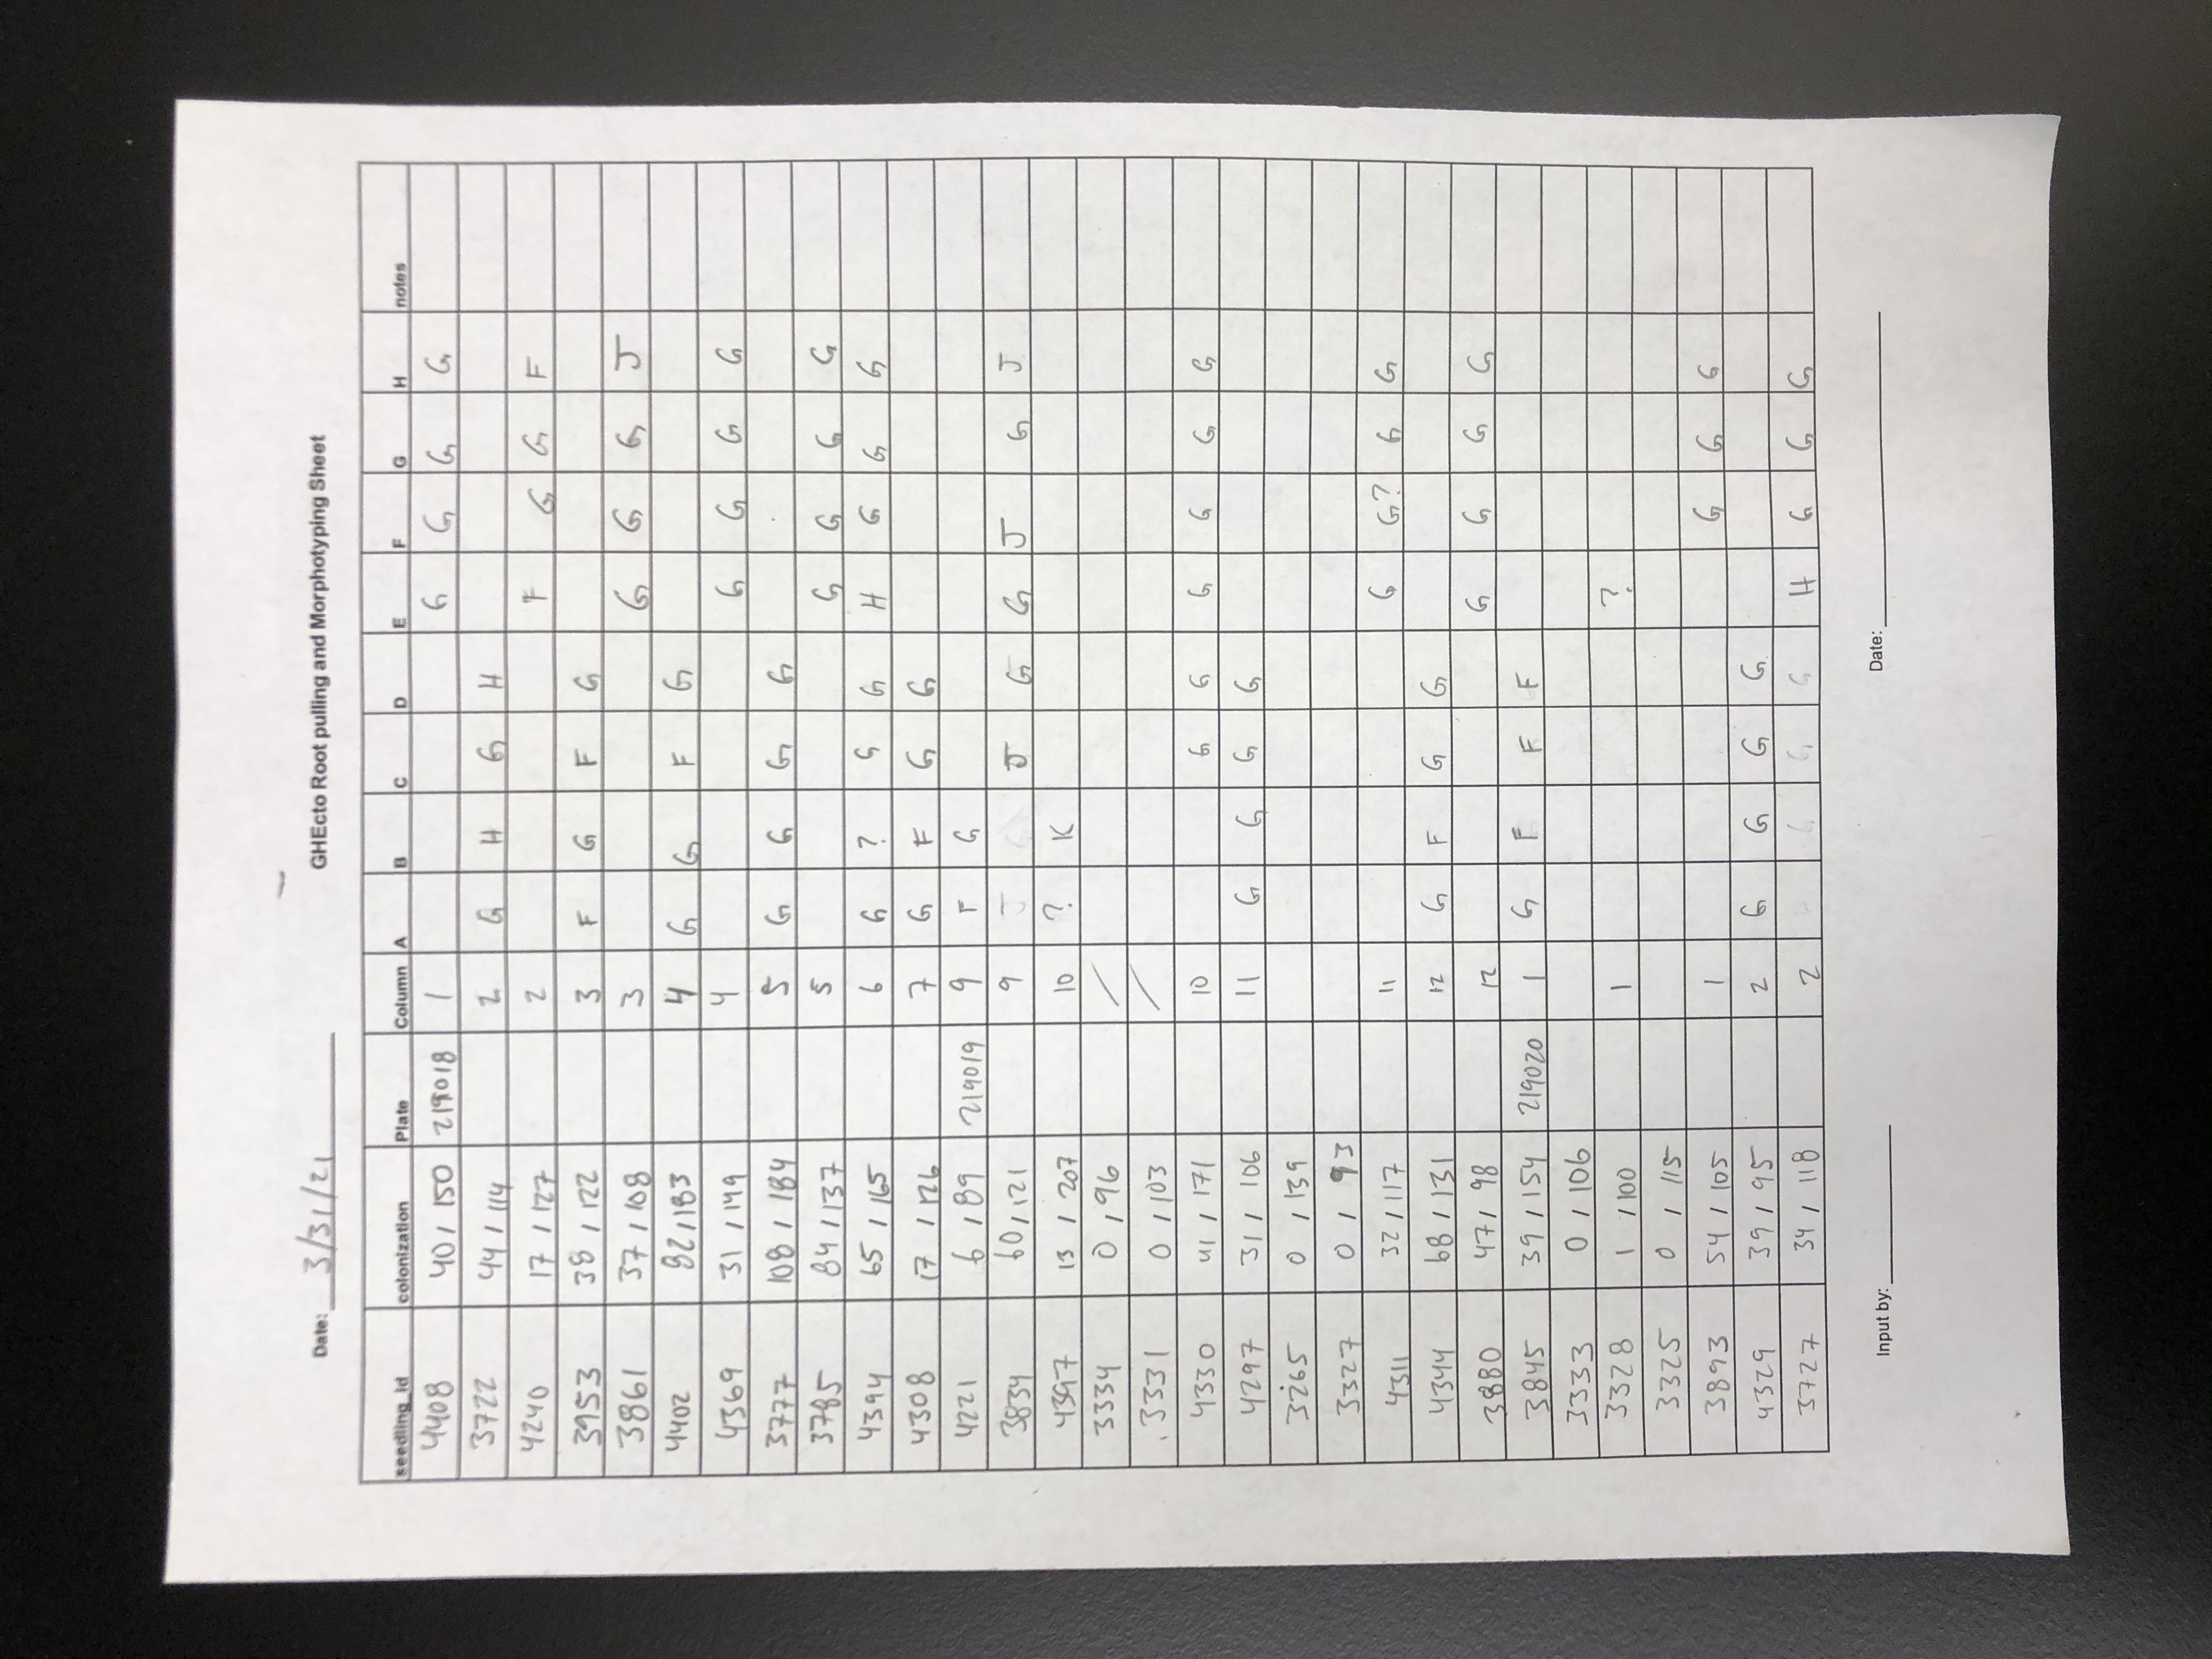 Date: 3/31/21 GHEcto Root pulling and Morphotyping Sheet
seedling_id colonization Plate Column A B C D E F G H notes
4408 40 / 150 219018 1 G G G G
3722 44 / 114 2 G H G H
4240 17 / 127 2 F G G F
3953 38 / 122 3 F G F G
3861 37 / 108 3 G G G J
4402 82 / 183 4 G G F G
4369 31 / 149 4 G G G G
3777 108 / 184 5 G G G G
3785 84 / 137 5 G G G G
4394 65 / 165 6 G ? G G H G G G
4308 17 / 126 7 G F G G
4221 6 / 89 219019 9 F G
3834 60 / 121 9 J G G J G J
4397 13 / 207 10 ? K
3334 0 / 96 /
3331 0 / 103 /
4330 41 / 171 10 G G G G G G
4297 31 / 106 11 G G G G
3265 0 / 139
3327 0 / 93
4311 32 / 117 11 G G? G G
4344 68 / 131 12 G F G G
3880 47 / 98 12 G G G G
3845 39 / 154 219020 1 G F F F
3333 0 / 106
3328 1 / 100 1 ?
3325 0 / 115
3893 54 / 105 1 G G G
4329 39 / 95 2 G G G G
3727 34 / 118 2 H G G G
Input by: Date: